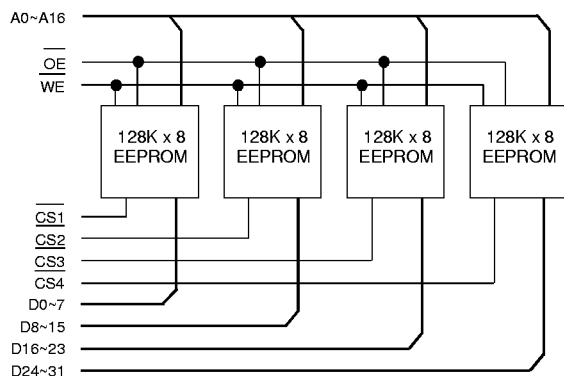 A0~A16
OE
WE
128K x 8
EEPROM
128K x 8
EEPROM
128K x 8
EEPROM
128K x 8
EEPROM
CS1
CS2
CS3
CS4
D0~7
D8~15
D16~23
D24~31